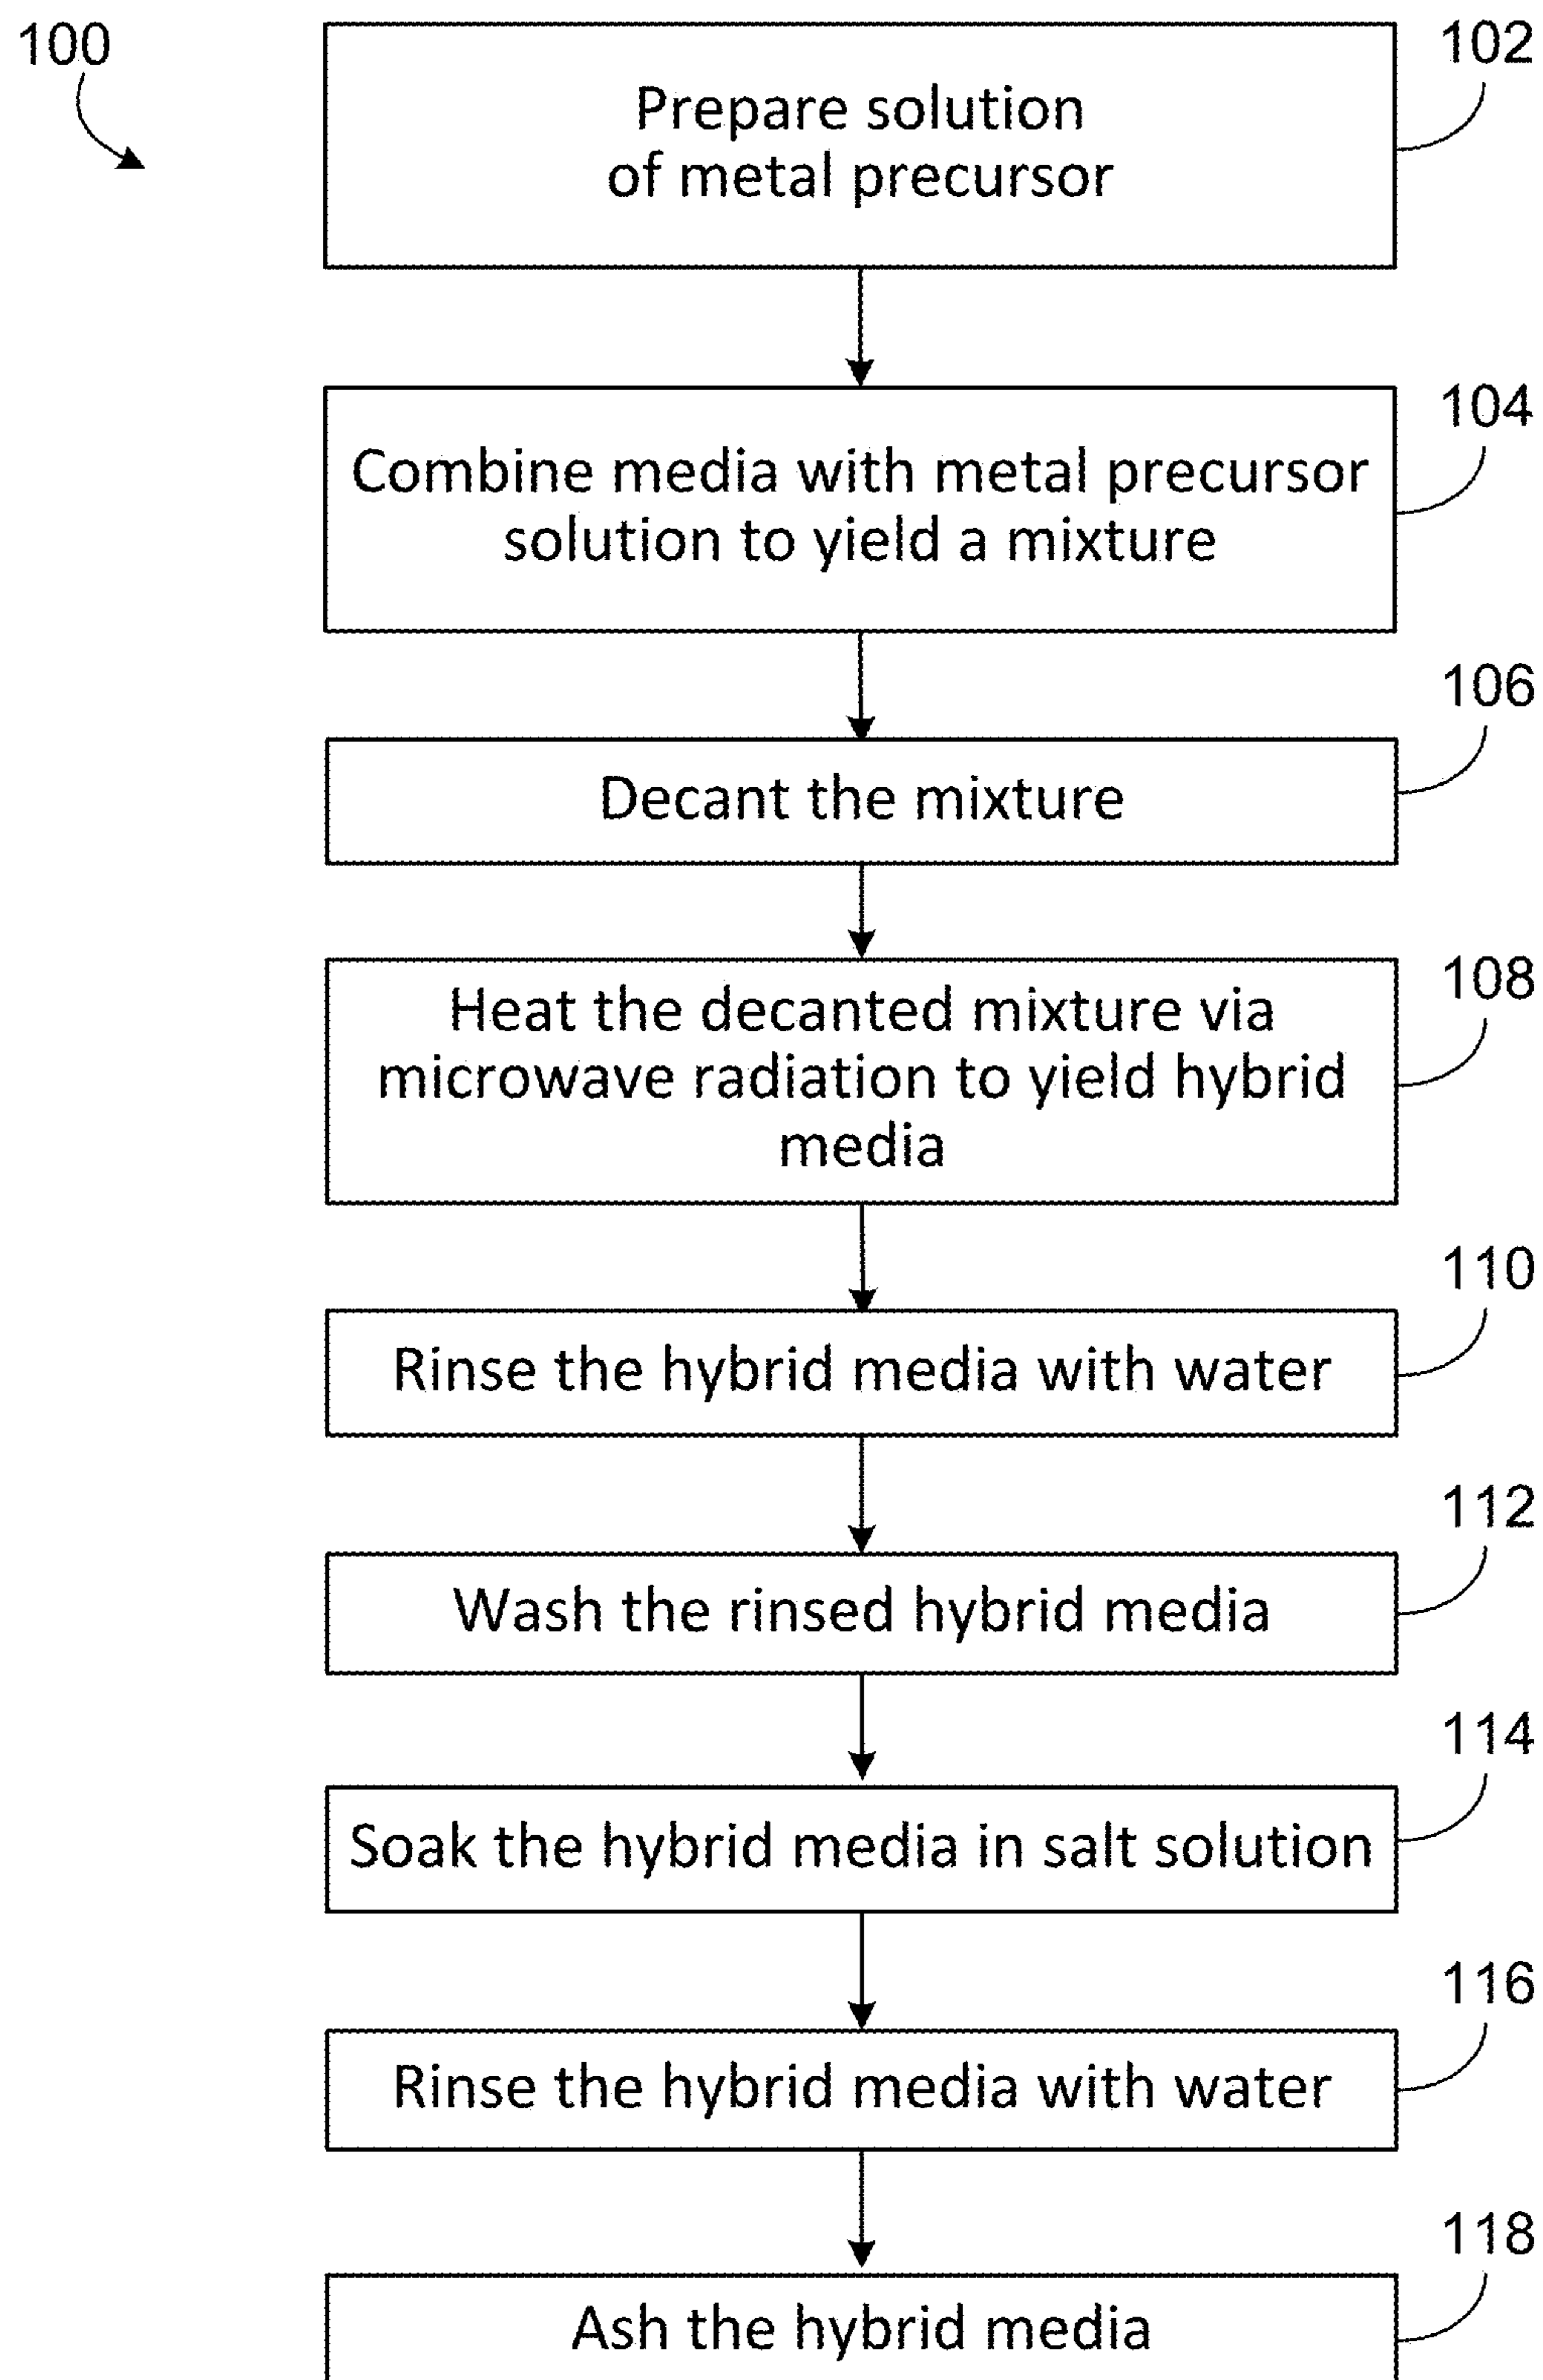 100
102
Prepare solution
of metal precursor
104
Combine media with metal precursor
solution to yield a mixture
106
Decant the mixture
108
Heat the decanted mixture via
microwave radiation to yield hybrid
media
110
Rinse the hybrid media with water
112
Wash the rinsed hybrid media
114
Soak the hybrid media in salt solution
116
Rinse the hybrid media with water
118
Ash the hybrid media